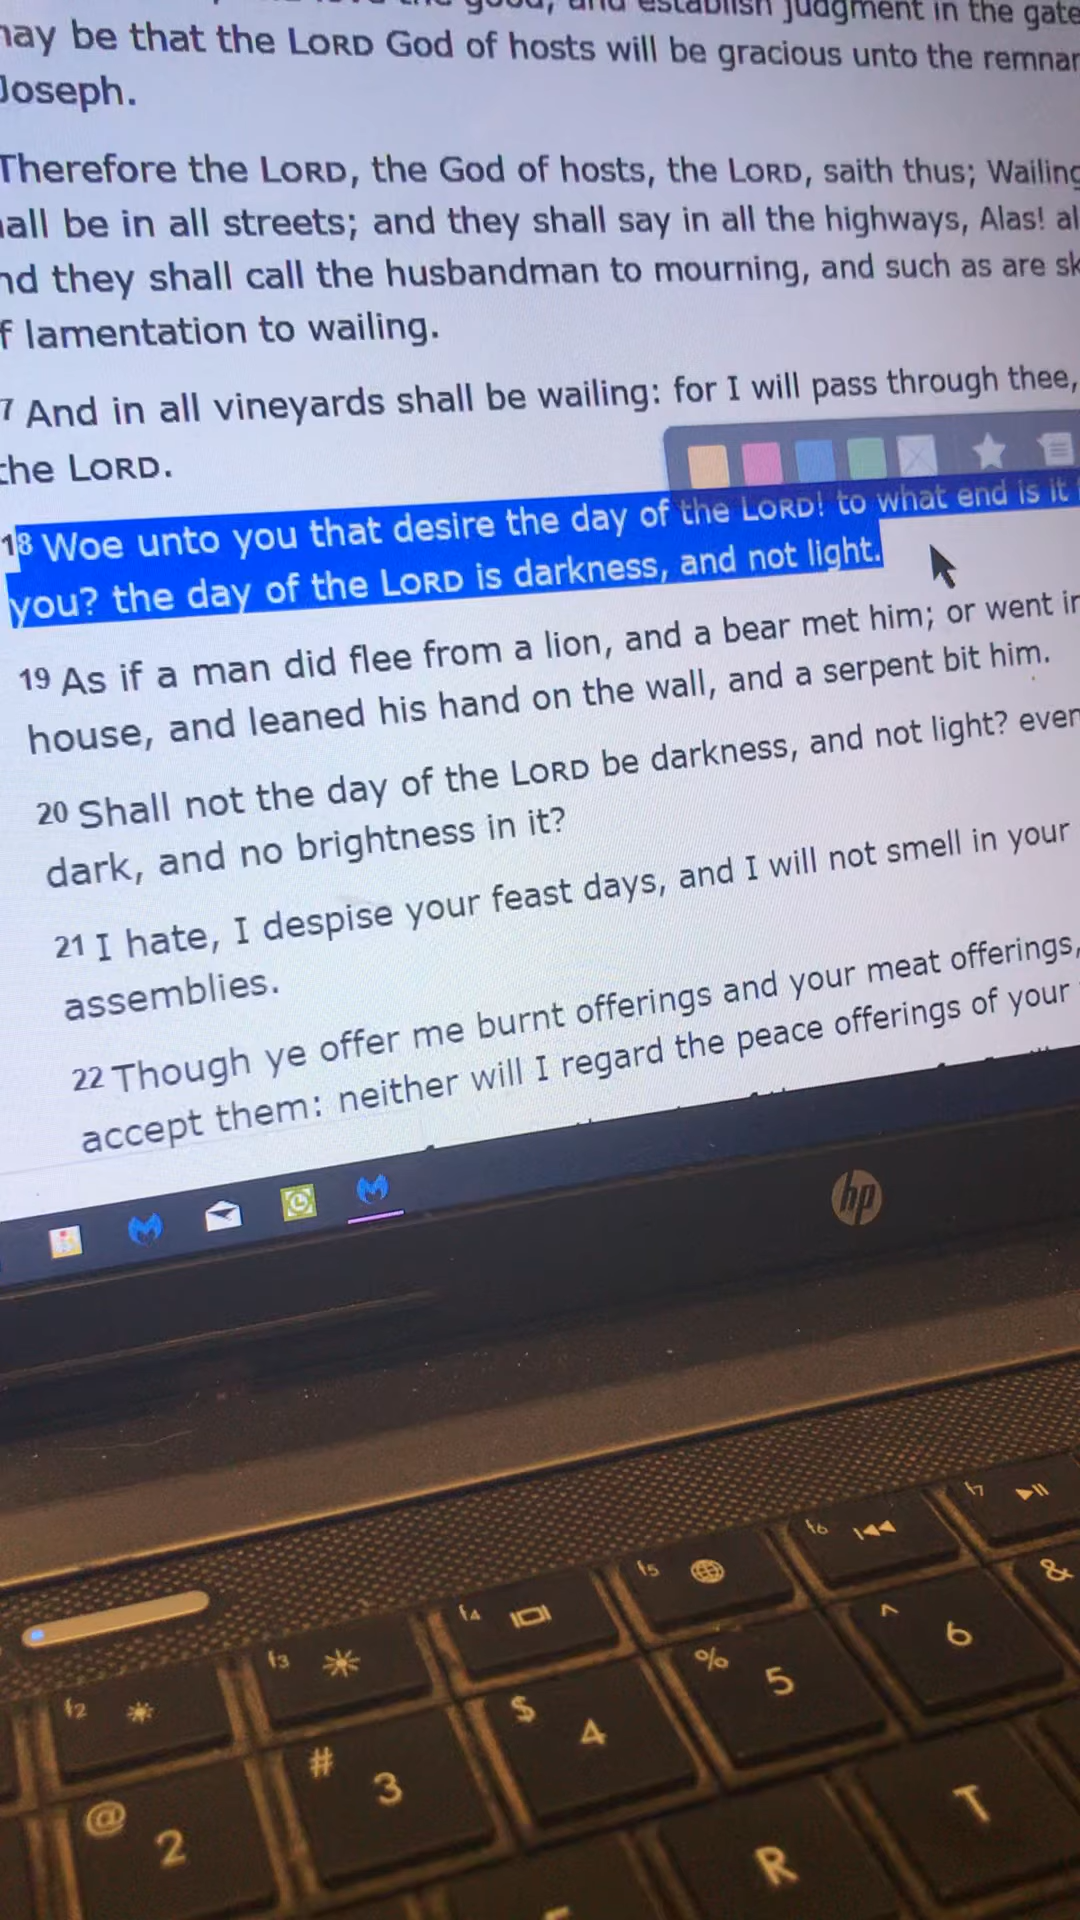 good, and establish judgment in the gate
may be that the LORD God of hosts will be gracious unto the remnan
Joseph.
Therefore the LORD, the God of hosts, the LORD, saith thus; Wailing
hall be in all streets; and they shall say in all the highways, Alas! al
nd they shall call the husbandman to mourning, and such as are sk
f lamentation to wailing.
7 And in all vineyards shall be wailing: for I will pass through thee,
the LORD.
18 Woe unto you that desire the day of the LORD! to what end is it
you? the day of the LORD is darkness, and not light.
19 As if a man did flee from a lion, and a bear met him; or went in
house, and leaned his hand on the wall, and a serpent bit him.
20 Shall not the day of the LORD be darkness, and not light? even
dark, and no brightness in it?
21 I hate, I despise your feast days, and I will not smell in your
assemblies.
22 Though ye offer me burnt offerings and your meat offerings,
accept them: neither will I regard the peace offerings of your
hp
f2 f3 f4 f5 f6 f7
@ 2 # 3 $ 4 % 5 ^ 6 &
R T